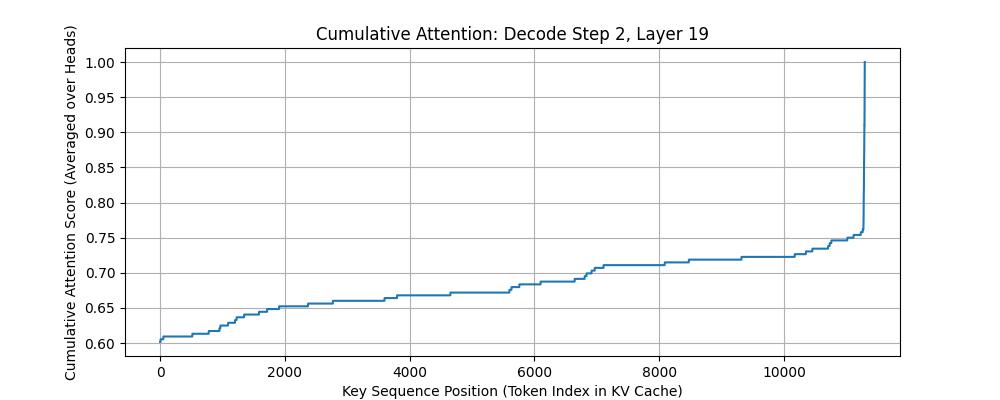 Cumulative Attention: Decode Step 2, Layer 19
Cumulative Attention Score (Averaged over Heads)
1.00
0.95
0.90
0.85
0.80
0.75
0.70
0.65
0.60
0 2000 4000 6000 8000 10000
Key Sequence Position (Token Index in KV Cache)